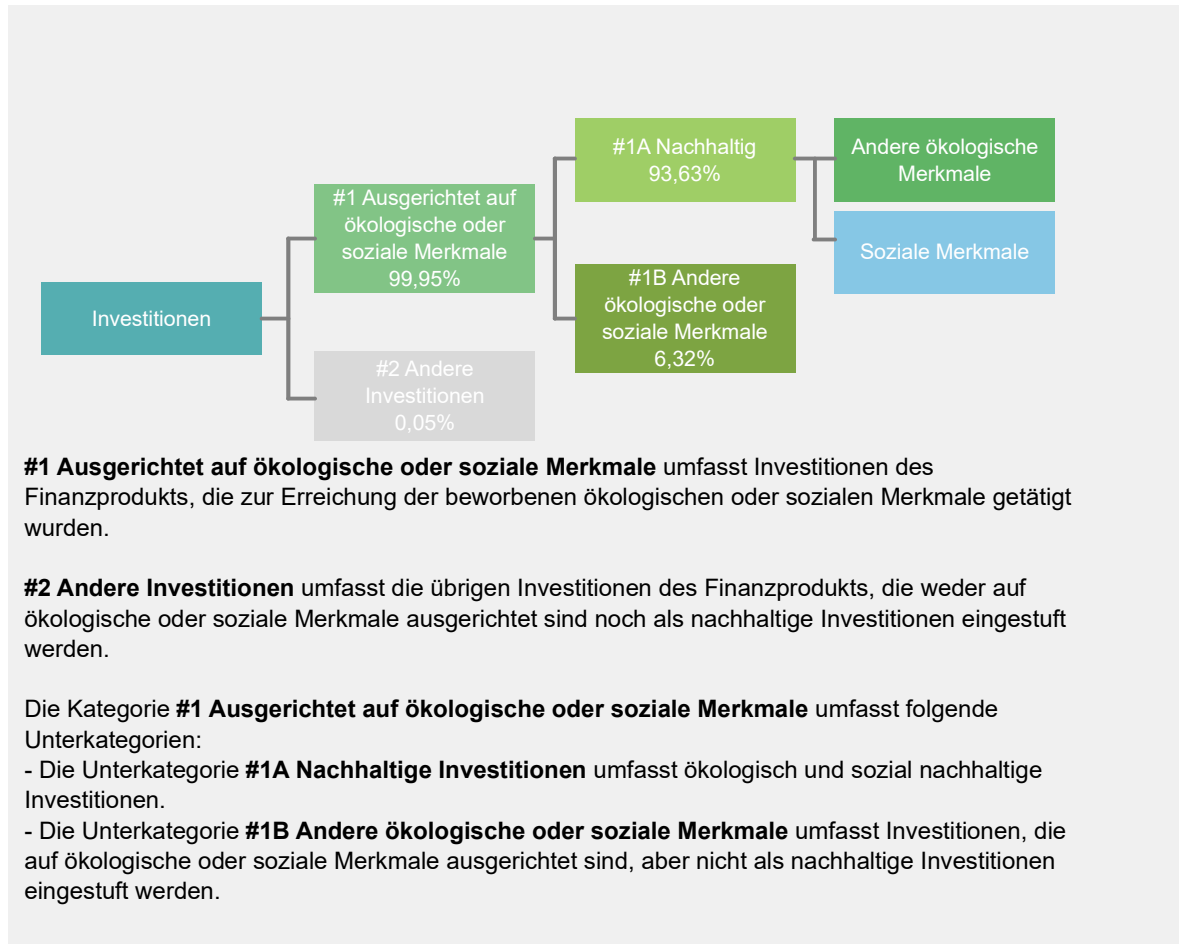 #1A Nachhaltig
93,63%
Andere ökologische
Merkmale
#1 Ausgerichtet auf
ökologische oder
soziale Merkmale
99,95%
Soziale Merkmale
#1B Andere
ökologische oder
soziale Merkmale
6,32%
Investitionen
#2 Andere
Investitionen
0,05%
#1 Ausgerichtet auf ökologische oder soziale Merkmale umfasst Investitionen des
Finanzprodukts, die zur Erreichung der beworbenen ökologischen oder sozialen Merkmale getätigt
wurden.
#2 Andere Investitionen umfasst die übrigen Investitionen des Finanzprodukts, die weder auf
ökologische oder soziale Merkmale ausgerichtet sind noch als nachhaltige Investitionen eingestuft
werden.
Die Kategorie #1 Ausgerichtet auf ökologische oder soziale Merkmale umfasst folgende
Unterkategorien:
- Die Unterkategorie #1A Nachhaltige Investitionen umfasst ökologisch und sozial nachhaltige
Investitionen.
- Die Unterkategorie #1B Andere ökologische oder soziale Merkmale umfasst Investitionen, die
auf ökologische oder soziale Merkmale ausgerichtet sind, aber nicht als nachhaltige Investitionen
eingestuft werden.